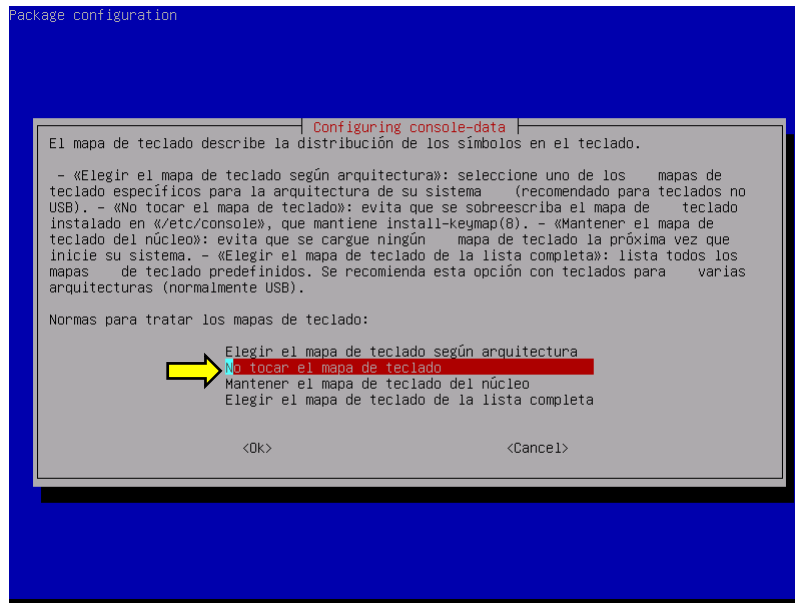 Package configuration
Configuring console-data
El mapa de teclado describe la distribución de los símbolos en el teclado.
– «Elegir el mapa de teclado según arquitectura»: seleccione uno de los mapas de
teclado específicos para la arquitectura de su sistema (recomendado para teclados no
USB). – «No tocar el mapa de teclado»: evita que se sobreescriba el mapa de teclado
instalado en «/etc/console», que mantiene install-keymap(8). – «Mantener el mapa de
teclado del núcleo»: evita que se cargue ningún mapa de teclado la próxima vez que
inicie su sistema. – «Elegir el mapa de teclado de la lista completa»: lista todos los
mapas de teclado predefinidos. Se recomienda esta opción con teclados para varias
arquitecturas (normalmente USB).
Normas para tratar los mapas de teclado:
Elegir el mapa de teclado según arquitectura
No tocar el mapa de teclado
Mantener el mapa de teclado del núcleo
Elegir el mapa de teclado de la lista completa
<Ok> <Cancel>